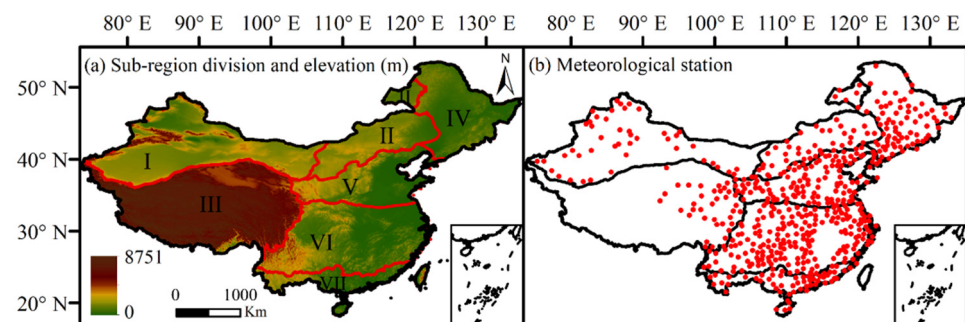 80° E 90° E 100° E 110° E 120° E 130° E 80° E 90° E 100° E 110° E 120° E 130° E
(a) Sub-region division and elevation (m) N (b) Meteorological station
50° N
II
IV
II
40° N
I
V
III
30° N
VI
8751
VII
0 0 1000
20° N
Km